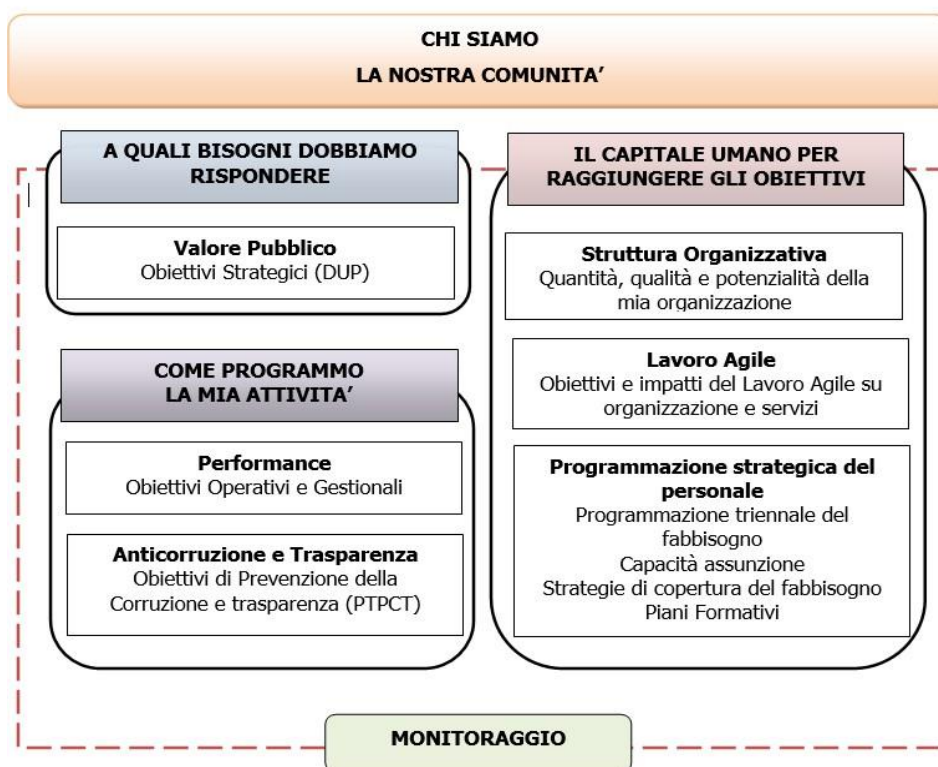 CHI SIAMO
LA NOSTRA COMUNITA’
A QUALI BISOGNI DOBBIAMO
RISPONDERE
Valore Pubblico
Obiettivi Strategici (DUP)
COME PROGRAMMO
LA MIA ATTIVITA’
Performance
Obiettivi Operativi e Gestionali
Anticorruzione e Trasparenza
Obiettivi di Prevenzione della
Corruzione e trasparenza (PTPCT)
IL CAPITALE UMANO PER
RAGGIUNGERE GLI OBIETTIVI
Struttura Organizzativa
Quantità, qualità e potenzialità della
mia organizzazione
Lavoro Agile
Obiettivi e impatti del Lavoro Agile su
organizzazione e servizi
Programmazione strategica del
personale
Programmazione triennale del
fabbisogno
Capacità assunzione
Strategie di copertura del fabbisogno
Piani Formativi
MONITORAGGIO